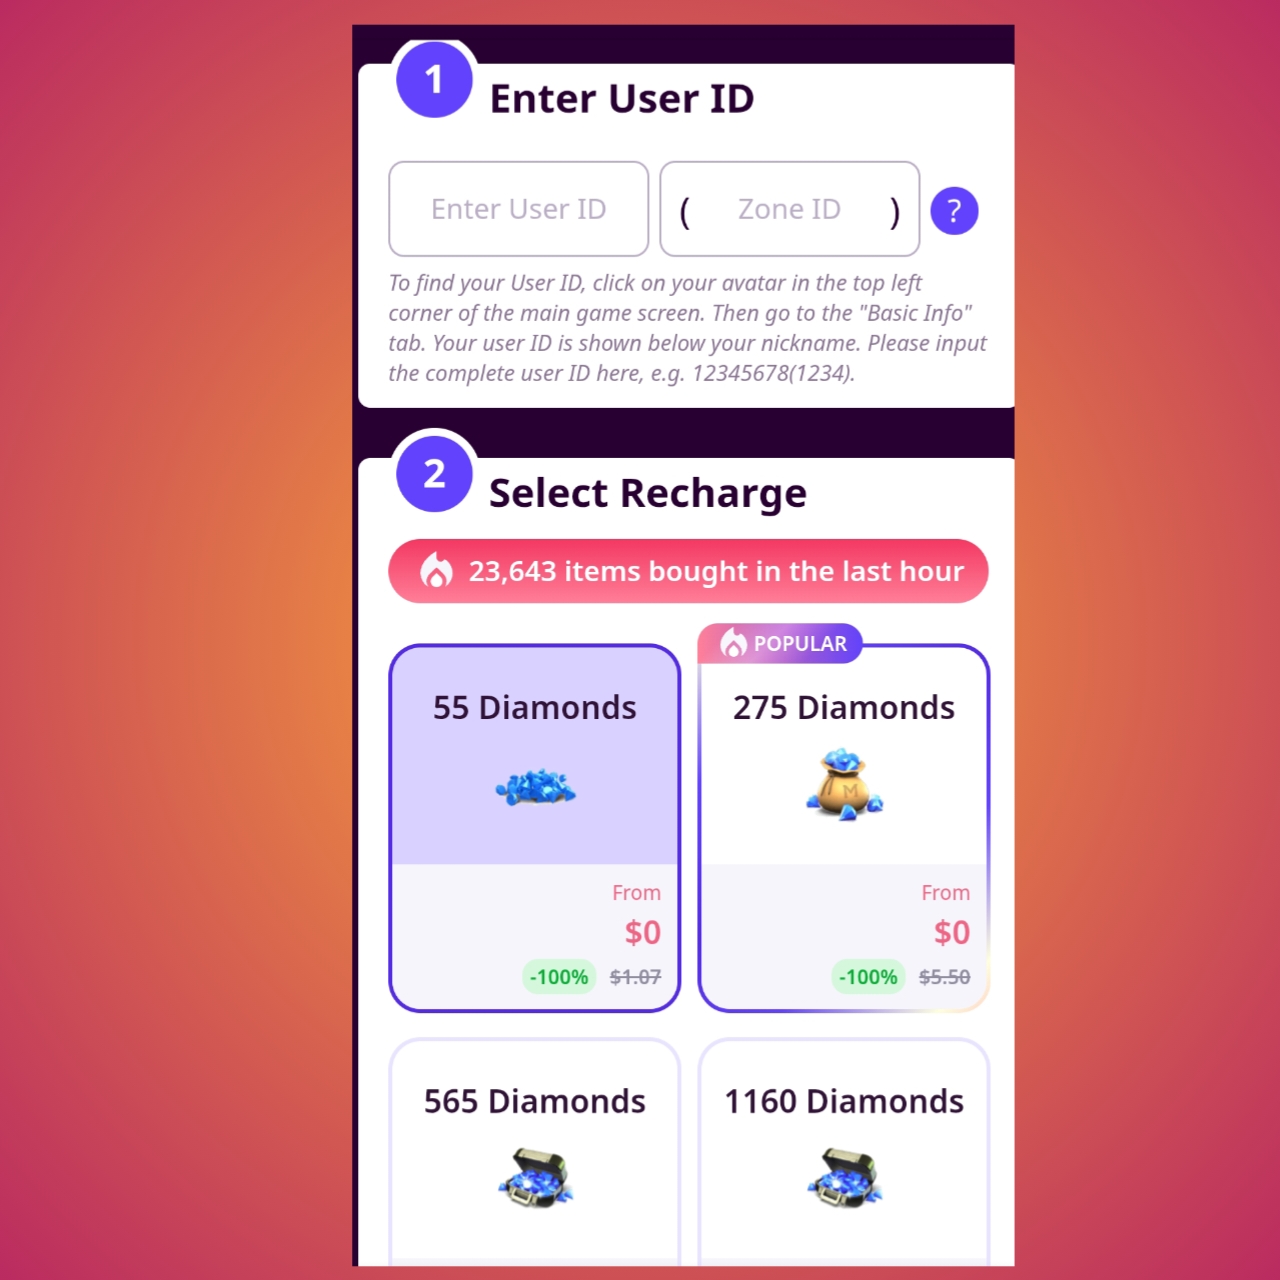 1
Enter User ID
Enter User ID
( Zone ID )
?
To find your User ID, click on your avatar in the top left
corner of the main game screen. Then go to the "Basic Info"
tab. Your user ID is shown below your nickname. Please input
the complete user ID here, e.g. 12345678(1234).
2
Select Recharge
23,643 items bought in the last hour
55 Diamonds
From
$0
-100% $1.07
POPULAR
275 Diamonds
M
From
$0
-100% $5.50
565 Diamonds
1160 Diamonds